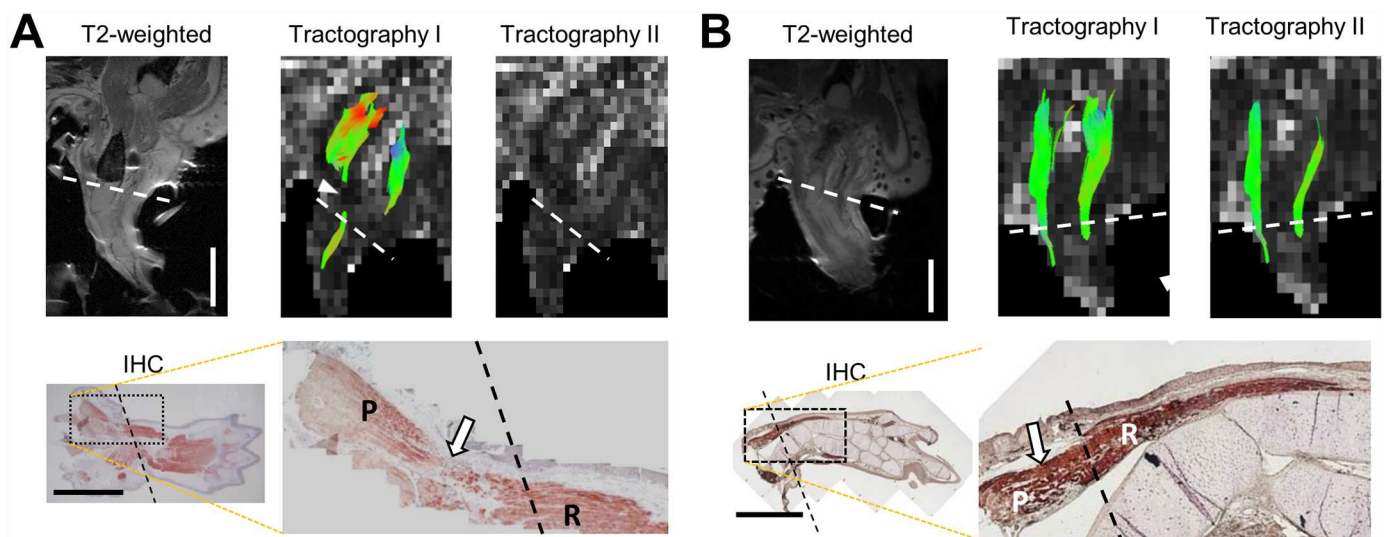 A
T2-weighted
Tractography I
Tractography II
IHC
P
R
B
T2-weighted
Tractography I
Tractography II
IHC
P
R